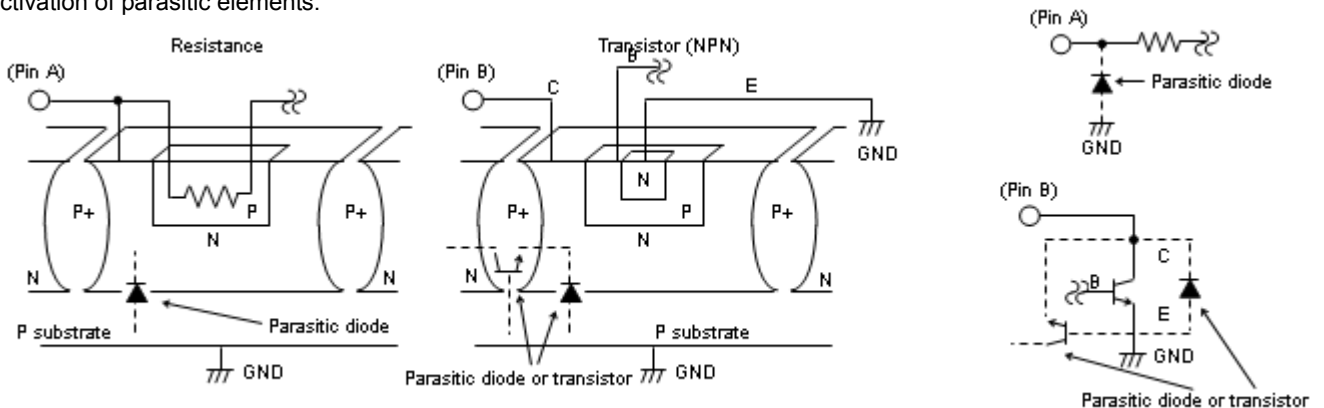 ctivation of parasitic elements.
Resistance
(Pin A)
P+
P
P+
N
N
N
Parasitic diode
P substrate
GND
Transistor (NPN)
(Pin B)
C
B
E
GND
N
P+
P
P+
N
N
N
P substrate
GND
Parasitic diode or transistor
(Pin A)
Parasitic diode
GND
(Pin B)
C
B
E
GND
Parasitic diode or transistor